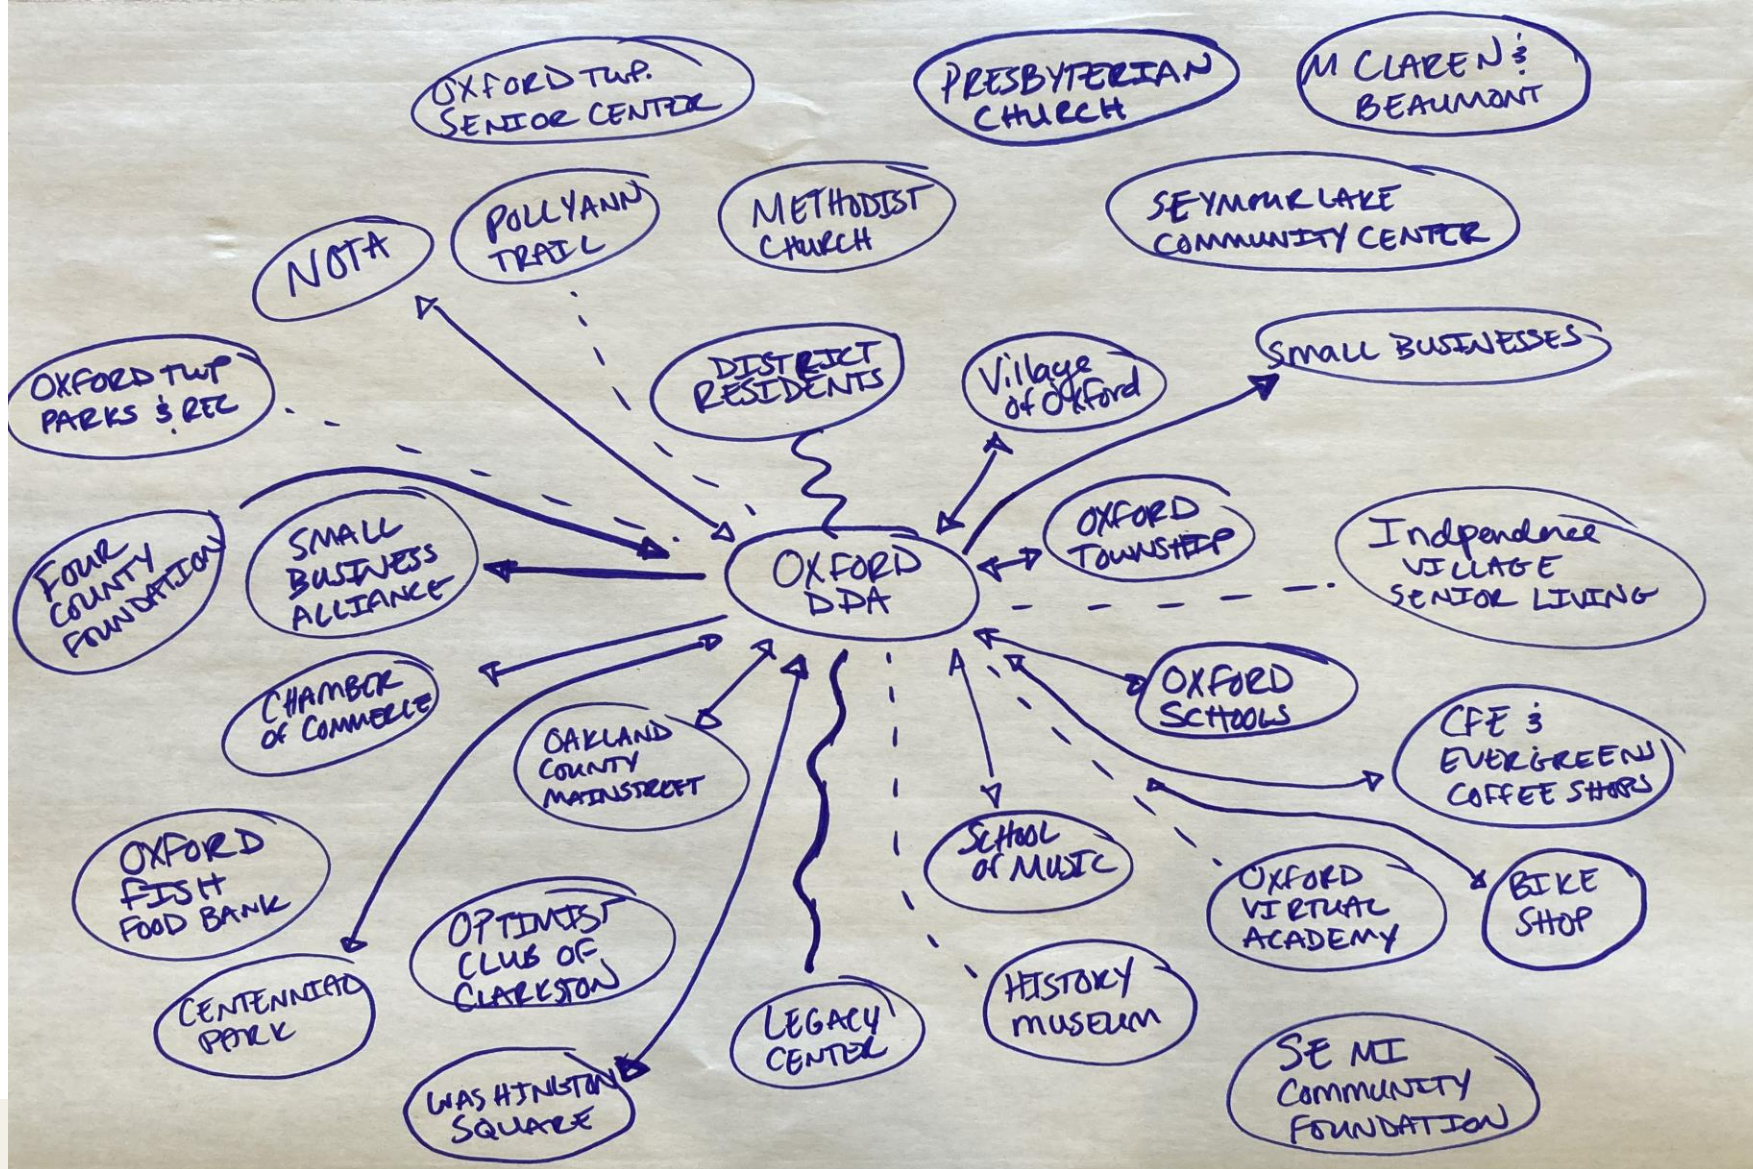 OXFORD TWP.
SENIOR CENTER
PRESBYTERIAN
CHURCH
MCLAREN &
BEAUMONT
NOTA
POLLYANN
TRAIL
METHODIST
CHURCH
SEYMOUR LAKE
COMMUNITY CENTER
OXFORD TWP
PARKS & REC
DISTRICT
RESIDENTS
Village
of Oxford
SMALL BUSINESSES
FOUR
COUNTY
FOUNDATION
SMALL
BUSINESS
ALLIANCE
OXFORD
DDA
OXFORD
TOWNSHIP
Indpendence
VILLAGE
SENIOR LIVING
CHAMBER
of COMMERCE
OAKLAND
COUNTY
MAINSTREET
OXFORD
SCHOOLS
CFE &
EVERGREENS
COFFEE SHOPS
OXFORD
FISH
FOOD BANK
OPTIMIST
CLUB OF
CLARKSTON
SCHOOL
OF MUSIC
OXFORD
VIRTUAL
ACADEMY
BIKE
SHOP
CENTENNIAL
PARK
WASHINGTON
SQUARE
LEGACY
CENTER
HISTORY
MUSEUM
SE MI
COMMUNITY
FOUNDATION